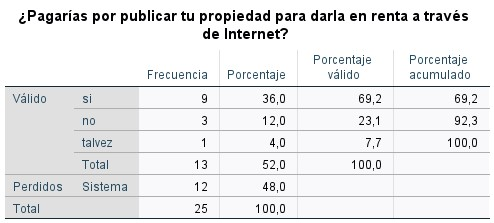 ¿Pagarías por publicar tu propiedad para darla en renta a través
de Internet?
Frecuencia Porcentaje Porcentaje válido Porcentaje acumulado
Válido si 9 36,0 69,2 69,2
no 3 12,0 23,1 92,3
talvez 1 4,0 7,7 100,0
Total 13 52,0 100,0
Perdidos Sistema 12 48,0
Total 25 100,0